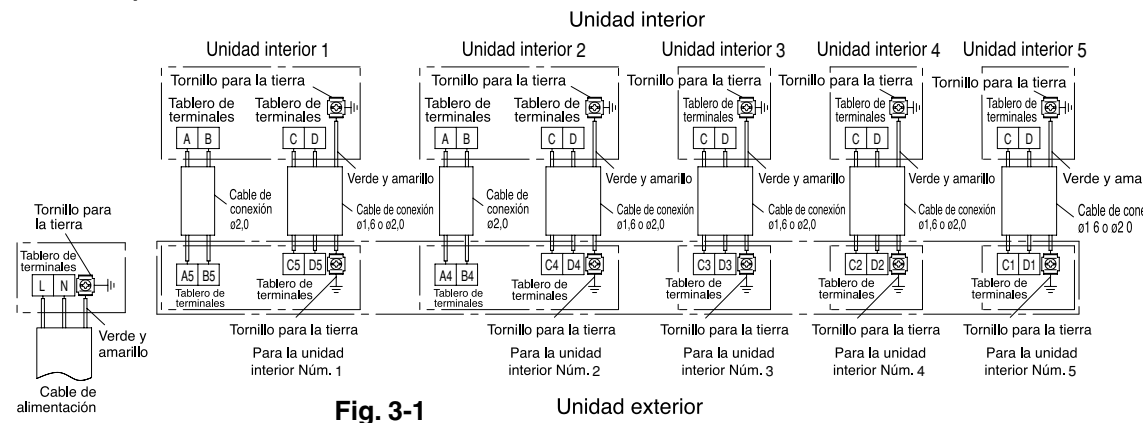 Unidad interior
Unidad interior 1
Unidad interior 2
Unidad interior 3
Unidad interior 4
Unidad interior 5
Tornillo para la tierra
Tornillo para la tierra
Tornillo para la tierra
Tornillo para la tierra
Tornillo para la tierra
Tablero de
terminales
Tablero de
terminales
Tablero de
terminales
Tablero de
terminales
Tablero de
terminales
Tablero de
terminales
Tablero de
terminales
A B
C D
A B
C D
C D
C D
C D
Verde y amarillo
Verde y amarillo
Verde y amarillo
Verde y amarillo
Verde y ama
Cable de
conexión
ø2,0
Cable de conexión
ø1,6 o ø2,0
Cable de
conexión
ø2,0
Cable de conexión
ø1,6 o ø2,0
Cable de conexión
ø1,6 o ø2,0
Cable de conexión
ø1,6 o ø2,0
Cable de cone
ø1 6 o ø2 0
Tornillo para
la tierra
Tablero de
terminales
L N
Verde y
amarillo
Cable de
alimentación
A5 B5
Tablero de
terminales
C5 D5
Tablero de
terminales
A4 B4
Tablero de
terminales
C4 D4
Tablero de
terminales
C3 D3
Tablero de
terminales
C2 D2
Tablero de
terminales
C1 D1
Tablero de
terminales
Tornillo para la tierra
Tornillo para la tierra
Tornillo para la tierra
Tornillo para la tierra
Tornillo para la tierra
Para la unidad
interior Núm. 1
Para la unidad
interior Núm. 2
Para la unidad
interior Núm. 3
Para la unidad
interior Núm. 4
Para la unidad
interior Núm. 5
Fig. 3-1
Unidad exterior